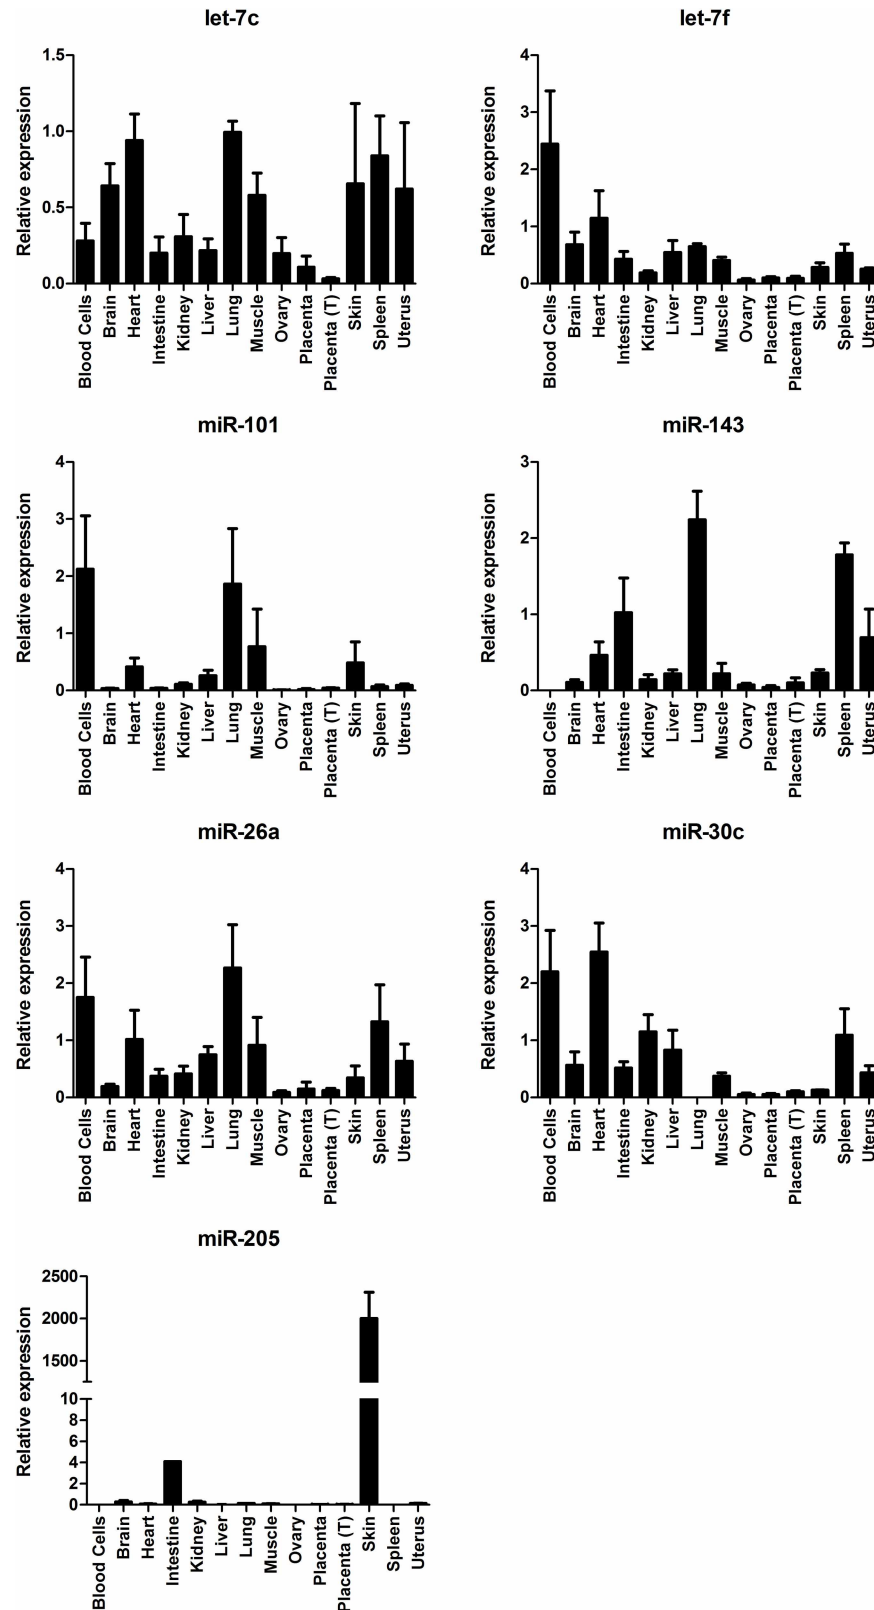 let-7c
Relative expression
1.5
1.0
0.5
0.0
Blood Cells
Brain
Heart
Intestine
Kidney
Liver
Lung
Muscle
Ovary
Placenta
Placenta (T)
Skin
Spleen
Uterus
let-7f
Relative expression
4
3
2
1
0
Blood Cells
Brain
Heart
Intestine
Kidney
Liver
Lung
Muscle
Ovary
Placenta
Placenta (T)
Skin
Spleen
Uterus
miR-101
Relative expression
4
3
2
1
0
Blood Cells
Brain
Heart
Intestine
Kidney
Liver
Lung
Muscle
Ovary
Placenta
Placenta (T)
Skin
Spleen
Uterus
miR-143
Relative expression
3
2
1
0
Blood Cells
Brain
Heart
Intestine
Kidney
Liver
Lung
Muscle
Ovary
Placenta
Placenta (T)
Skin
Spleen
Uterus
miR-26a
Relative expression
4
3
2
1
0
Blood Cells
Brain
Heart
Intestine
Kidney
Liver
Lung
Muscle
Ovary
Placenta
Placenta (T)
Skin
Spleen
Uterus
miR-30c
Relative expression
4
3
2
1
0
Blood Cells
Brain
Heart
Intestine
Kidney
Liver
Lung
Muscle
Ovary
Placenta
Placenta (T)
Skin
Spleen
Uterus
miR-205
Relative expression
2500
2000
1500
10
8
6
4
2
0
Blood Cells
Brain
Heart
Intestine
Kidney
Liver
Lung
Muscle
Ovary
Placenta
Placenta (T)
Skin
Spleen
Uterus